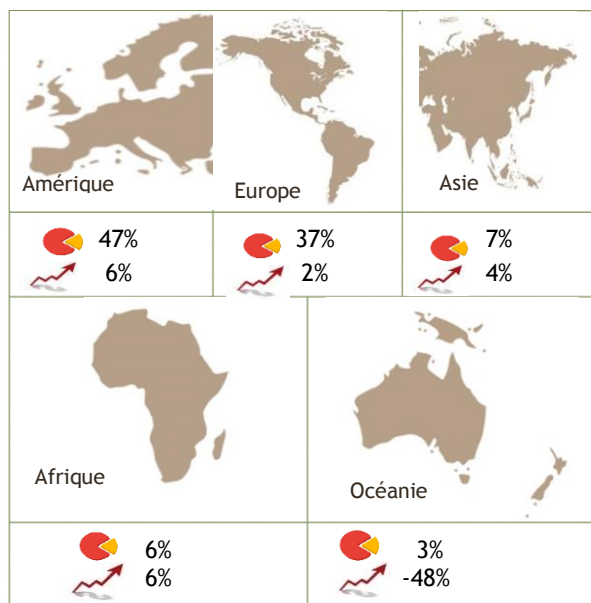 Amérique
Europe
Asie
47%
6%
37%
2%
7%
4%
Afrique
Océanie
6%
6%
3%
-48%